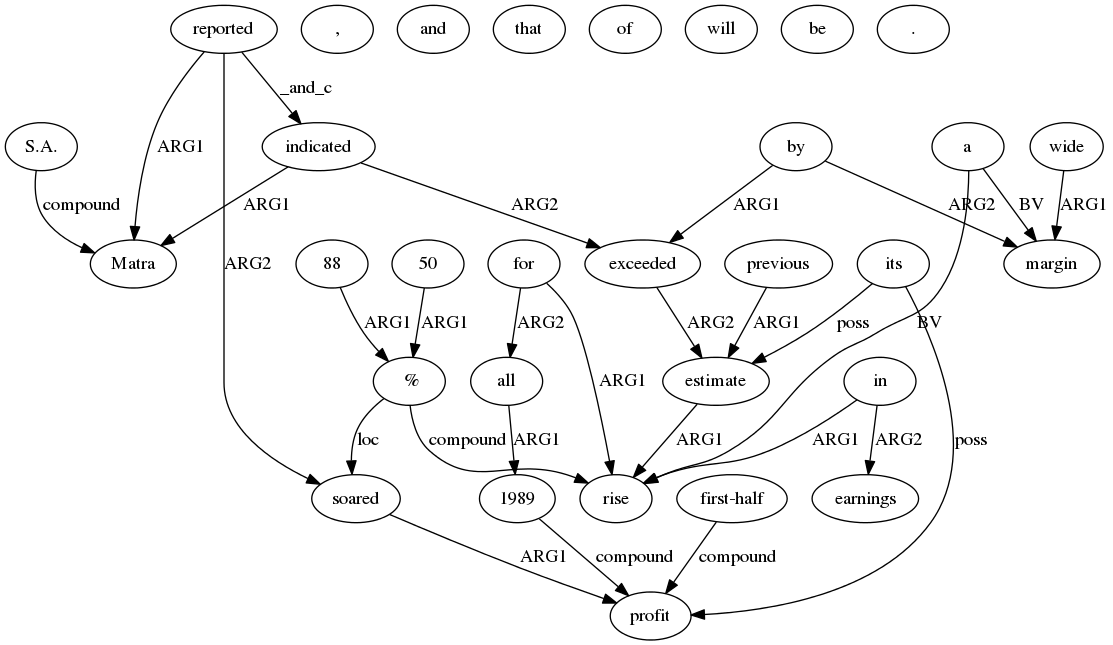 reported , and that of will be .
_and_c
S.A. indicated by a wide
ARG1
compound ARG1 ARG2 ARG1 ARG2 BV ARG1
Matra ARG2 88 50 for exceeded previous its margin
ARG1 ARG1 ARG2 ARG2 ARG1 poss BV
% all ARG1 estimate in
loc compound ARG1 ARG1 ARG1 ARG2 poss
soared 1989 rise first-half earnings
ARG1 compound compound
profit